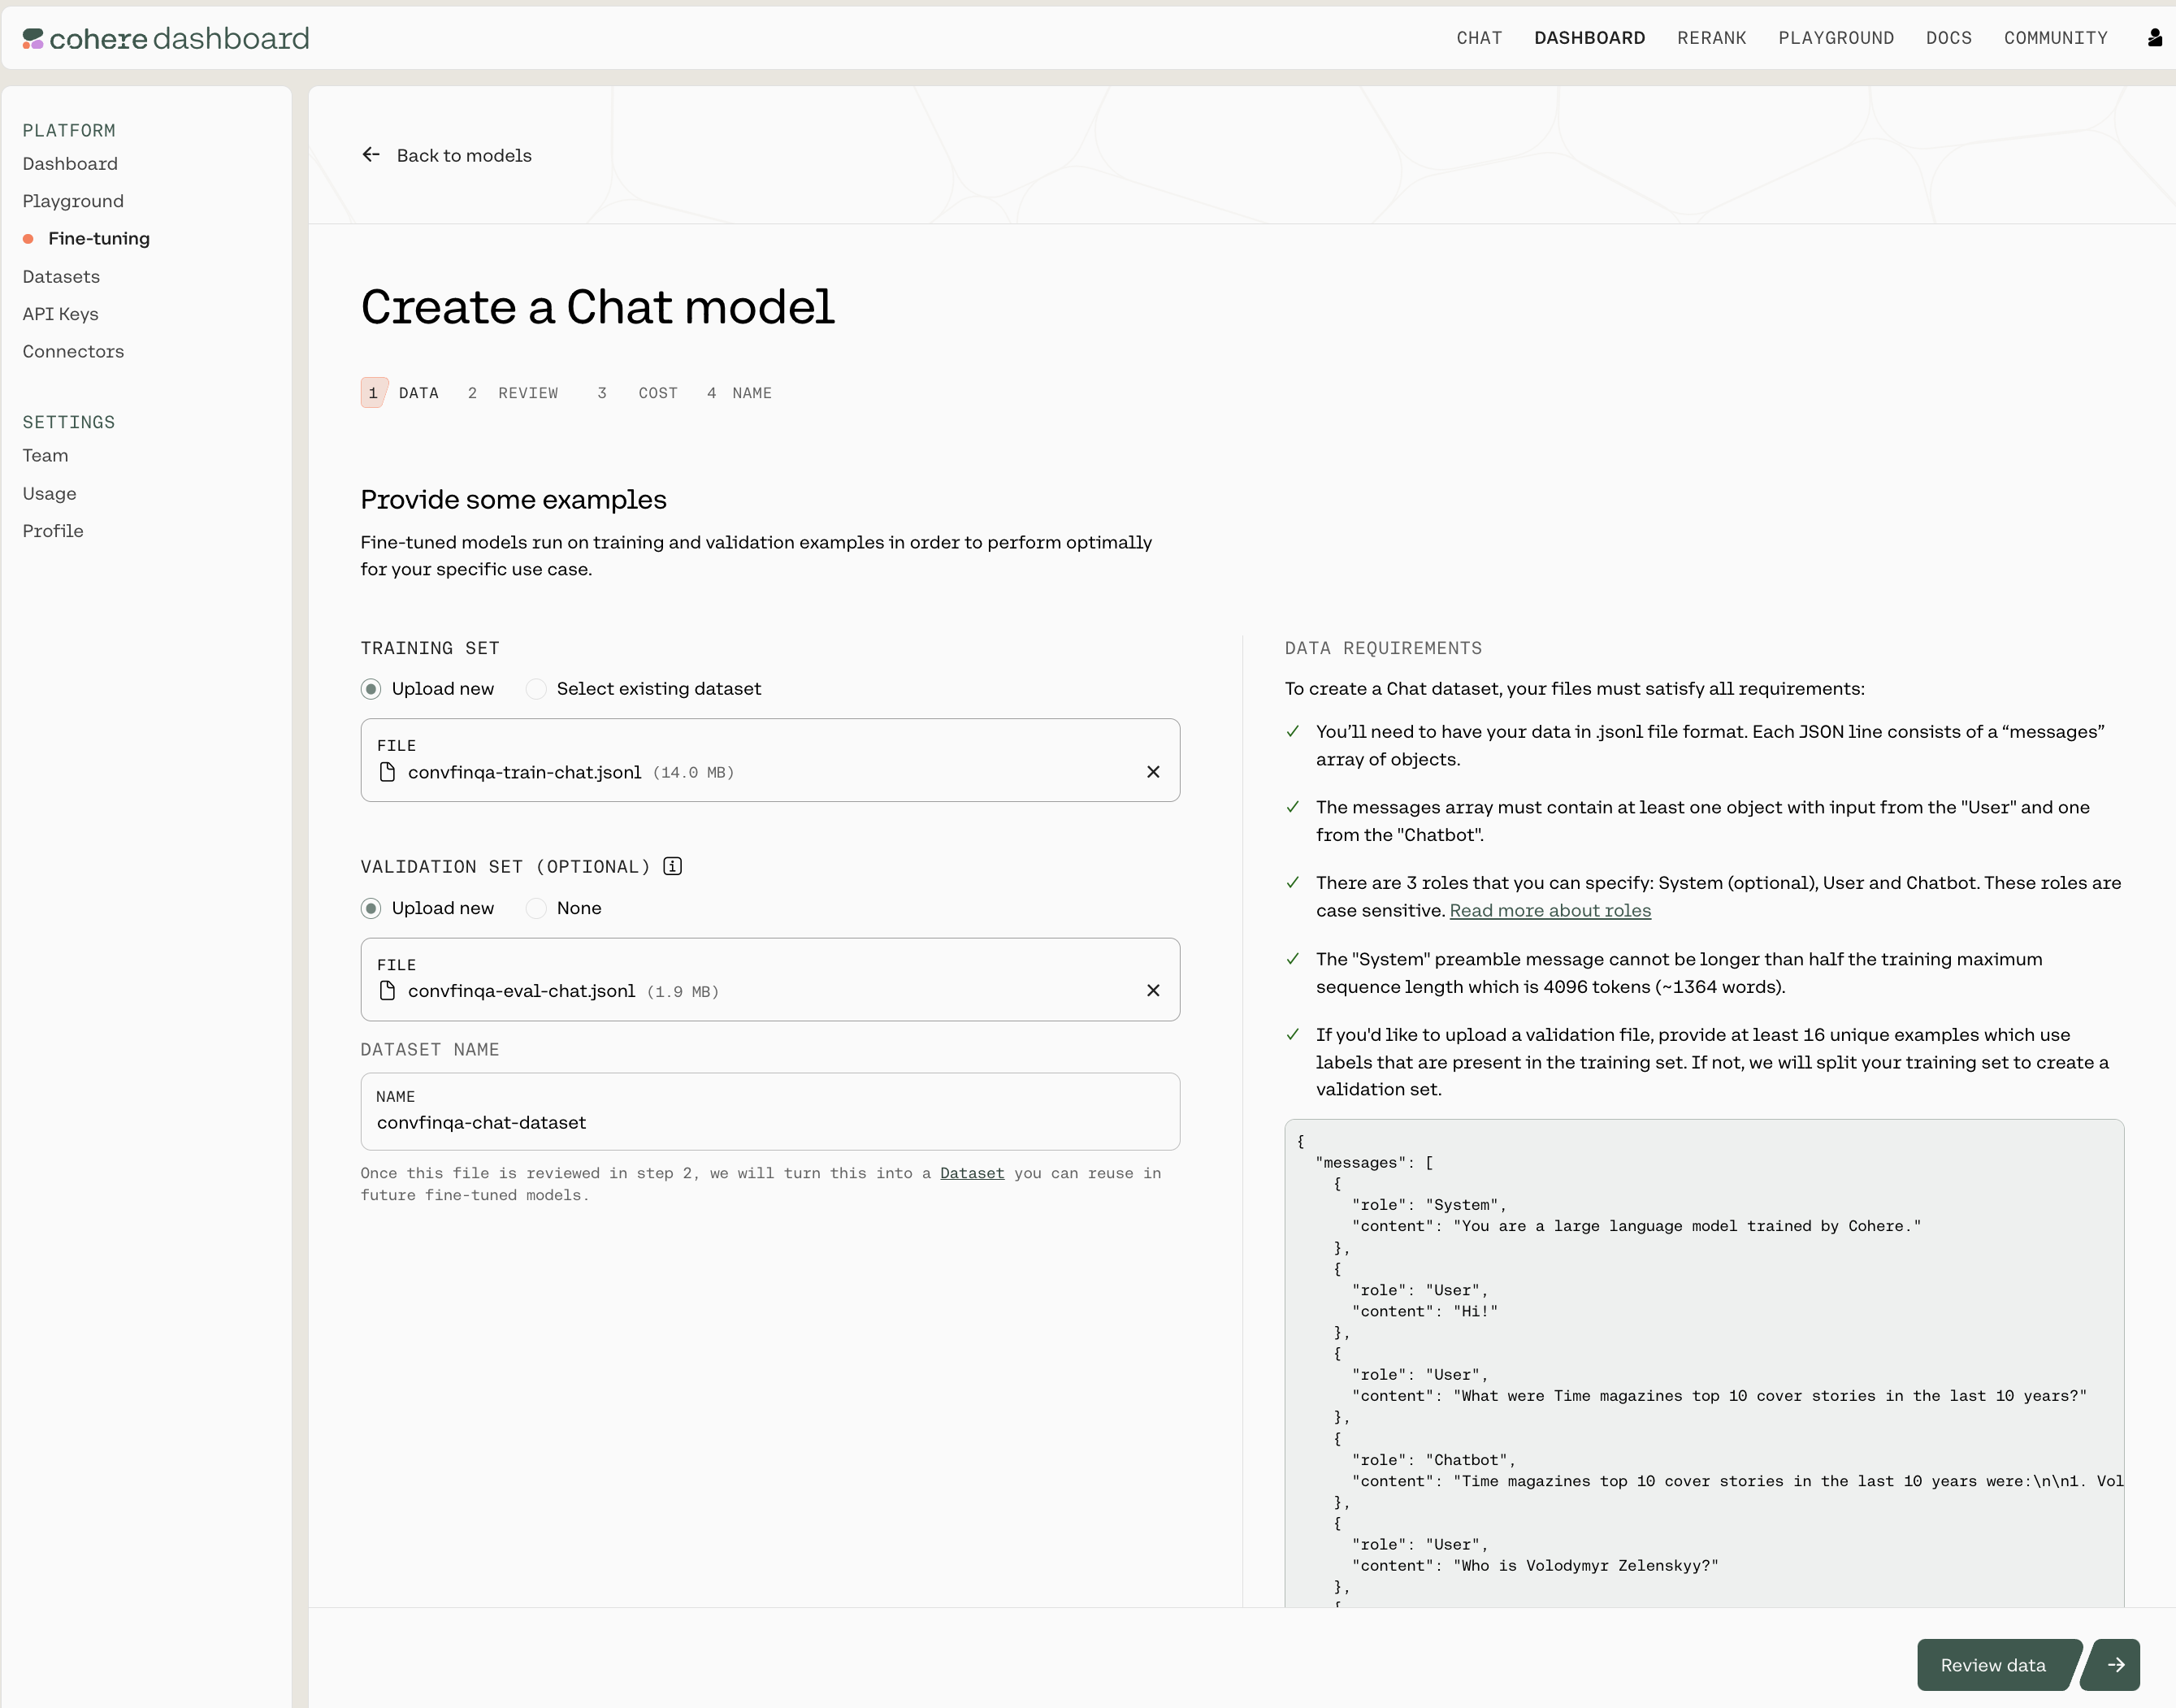 cohere dashboard
CHAT DASHBOARD RERANK PLAYGROUND DOCS COMMUNITY
PLATFORM
Dashboard
Playground
Fine-tuning
Datasets
API Keys
Connectors
SETTINGS
Team
Usage
Profile
Back to models
Create a Chat model
1 DATA 2 REVIEW 3 COST 4 NAME
Provide some examples
Fine-tuned models run on training and validation examples in order to perform optimally
for your specific use case.
TRAINING SET
Upload new Select existing dataset
FILE
convfinqa-train-chat.jsonl (14.0 MB)
VALIDATION SET (OPTIONAL)
Upload new None
FILE
convfinqa-eval-chat.jsonl (1.9 MB)
DATASET NAME
NAME
convfinqa-chat-dataset
Once this file is reviewed in step 2, we will turn this into a Dataset you can reuse in
future fine-tuned models.
DATA REQUIREMENTS
To create a Chat dataset, your files must satisfy all requirements:
You’ll need to have your data in .jsonl file format. Each JSON line consists of a “messages”
array of objects.
The messages array must contain at least one object with input from the "User" and one
from the "Chatbot".
There are 3 roles that you can specify: System (optional), User and Chatbot. These roles are
case sensitive. Read more about roles
The "System" preamble message cannot be longer than half the training maximum
sequence length which is 4096 tokens (~1364 words).
If you'd like to upload a validation file, provide at least 16 unique examples which use
labels that are present in the training set. If not, we will split your training set to create a
validation set.
{
"messages": [
{
"role": "System",
"content": "You are a large language model trained by Cohere."
},
{
"role": "User",
"content": "Hi!"
},
{
"role": "User",
"content": "What were Time magazines top 10 cover stories in the last 10 years?"
},
{
"role": "Chatbot",
"content": "Time magazines top 10 cover stories in the last 10 years were:\n\n1. Vol
},
{
"role": "User",
"content": "Who is Volodymyr Zelenskyy?"
},
{
Review data